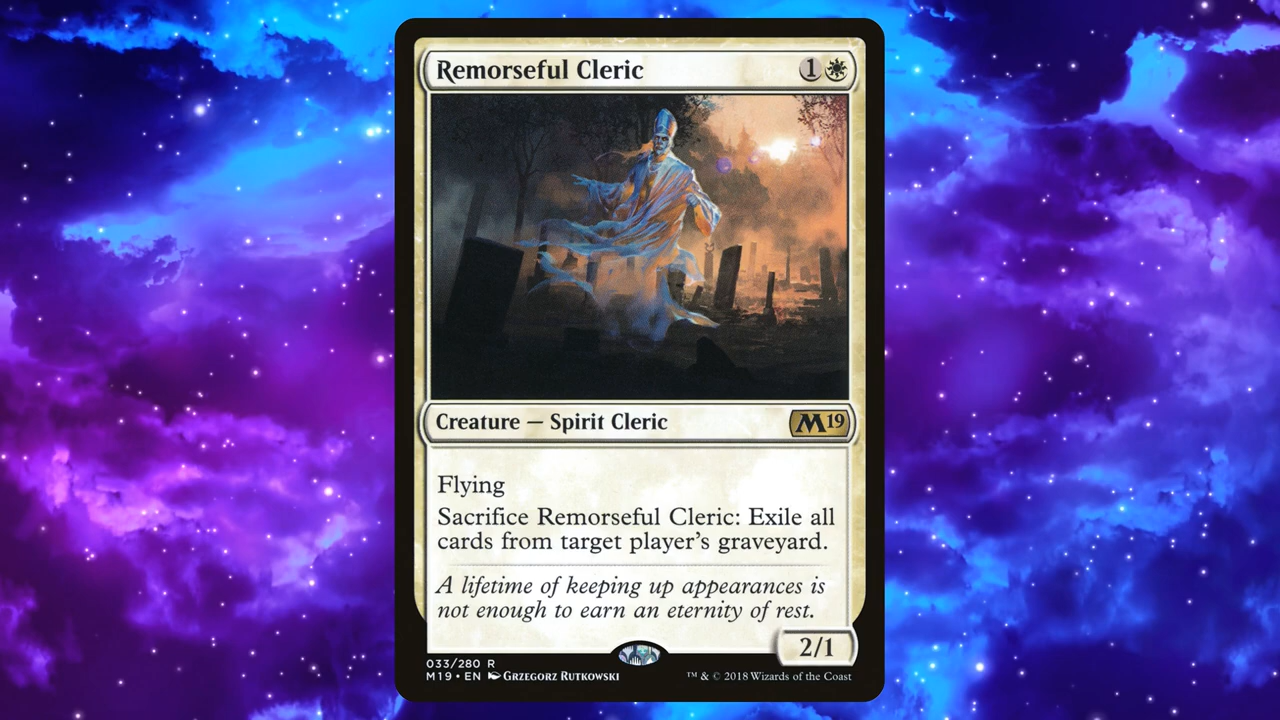 Remorseful Cleric 1
Creature — Spirit Cleric M19
Flying
Sacrifice Remorseful Cleric: Exile all
cards from target player's graveyard.
A lifetime of keeping up appearances is
not enough to earn an eternity of rest.
2/1
033/280 R
M19 • EN Grzegorz Rutkowski
™ & © 2018 Wizards of the Coast